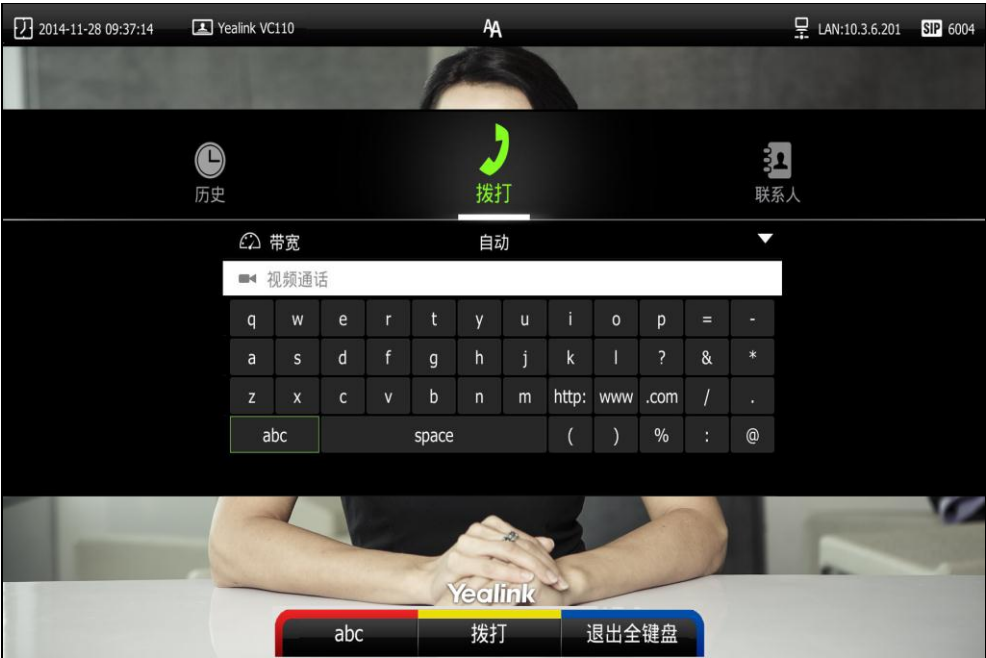 2014-11-28 09:37:14 Yealink VC110 AA LAN:10.3.6.201 SIP 6004
历史 拨打 联系人
带宽 自动
视频通话
q w e r t y u i o p = -
a s d f g h j k l ? & *
z x c v b n m http: www .com / .
abc space ( ) % : @
Yealink
abc 拨打 退出全键盘